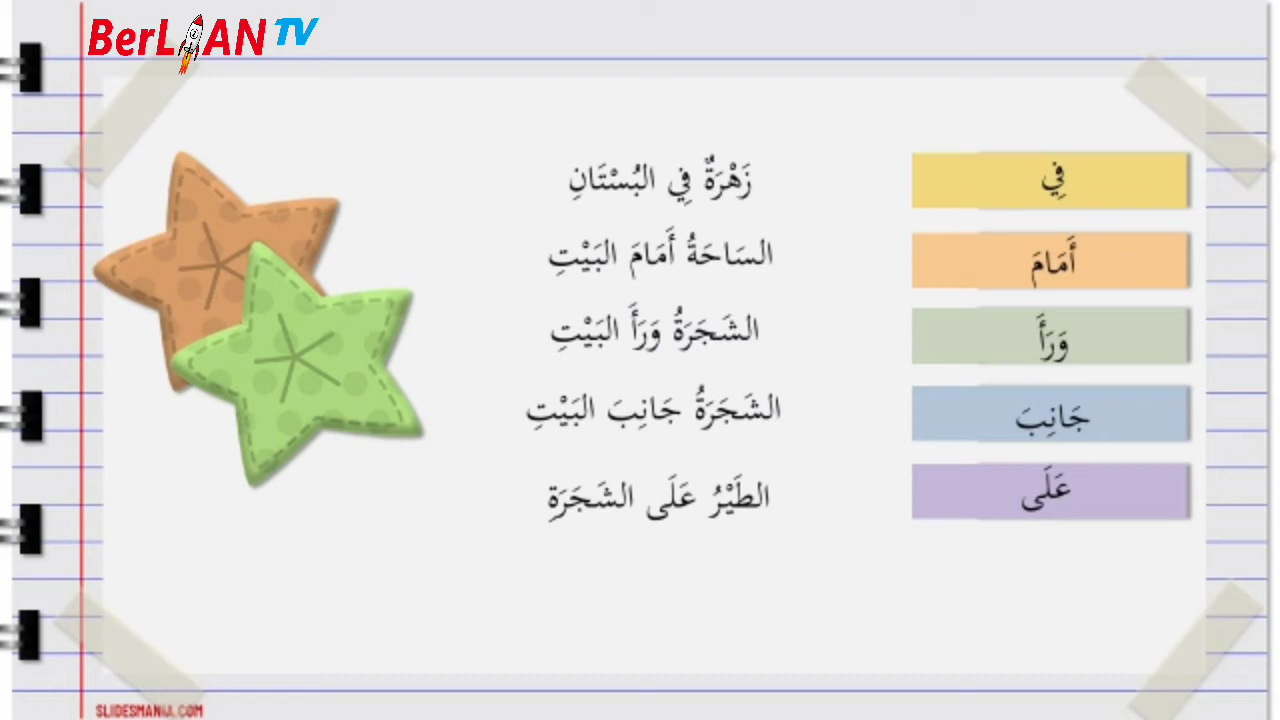 BerLIAN TV
فِي
زَهْرَةٌ فِي البُسْتَانِ
أَمَامَ
السَاحَةُ أَمَامَ البَيْتِ
وَرَأَ
الشَجَرَةُ وَرَأَ البَيْتِ
جَانِبَ
الشَجَرَةُ جَانِبَ البَيْتِ
عَلَى
الطَيْرُ عَلَى الشَجَرَةِ
SLIDESMANIA.COM